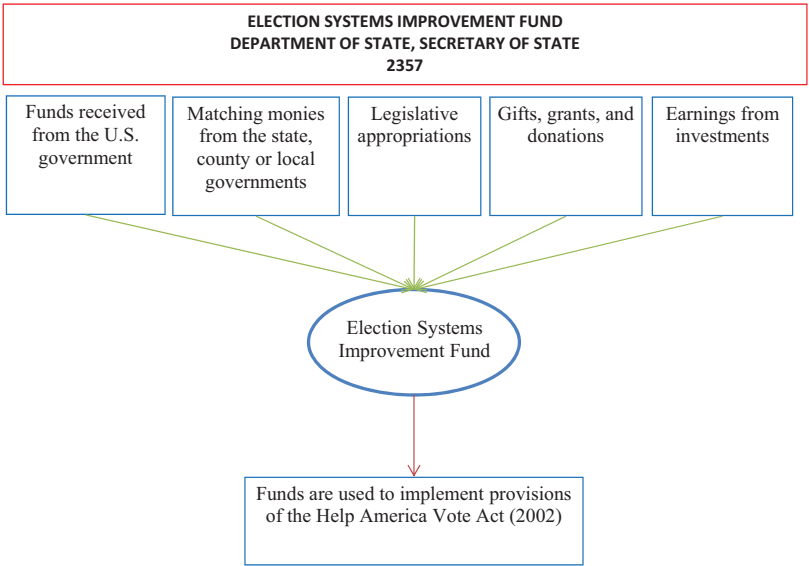 ELECTION SYSTEMS IMPROVEMENT FUND
DEPARTMENT OF STATE, SECRETARY OF STATE
2357
Funds received
from the U.S.
government
Matching monies
from the state,
county or local
governments
Legislative
appropriations
Gifts, grants, and
donations
Earnings from
investments
Election Systems
Improvement Fund
Funds are used to implement provisions
of the Help America Vote Act (2002)